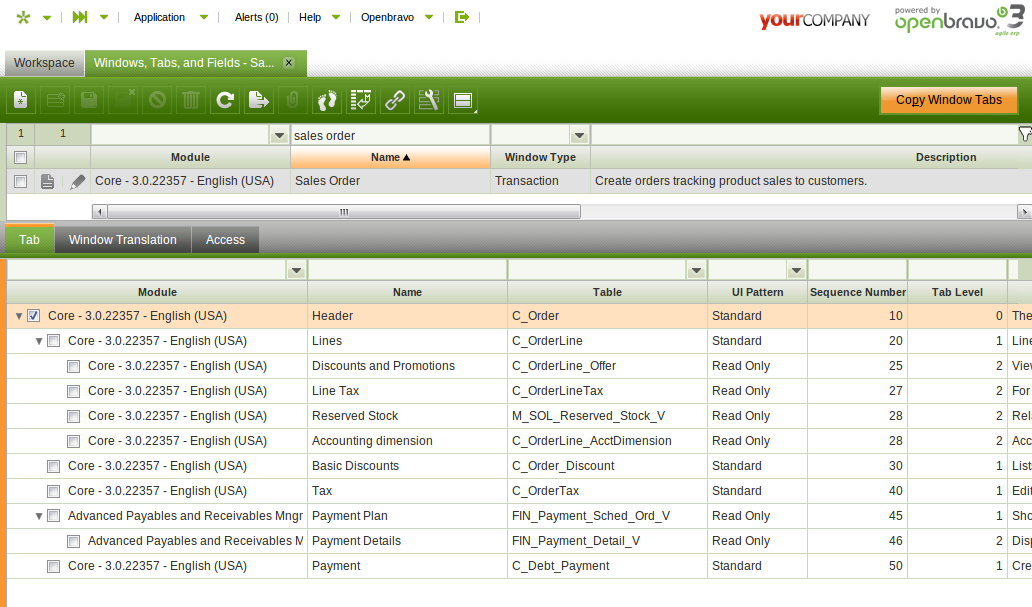 Application Alerts (0) Help Openbravo
yourCOMPANY
powered by
openbravo 3
agile erp
Workspace Windows, Tabs, and Fields - Sa...
Copy Window Tabs
1 1 sales order
Module Name Window Type Description
Core - 3.0.22357 - English (USA) Sales Order Transaction Create orders tracking product sales to customers.
Tab Window Translation Access
Module Name Table UI Pattern Sequence Number Tab Level
Core - 3.0.22357 - English (USA) Header C_Order Standard 10 0 The
Core - 3.0.22357 - English (USA) Lines C_OrderLine Standard 20 1 Line
Core - 3.0.22357 - English (USA) Discounts and Promotions C_OrderLine_Offer Read Only 25 2 View
Core - 3.0.22357 - English (USA) Line Tax C_OrderLineTax Read Only 27 2 For
Core - 3.0.22357 - English (USA) Reserved Stock M_SOL_Reserved_Stock_V Read Only 28 2 Rela
Core - 3.0.22357 - English (USA) Accounting dimension C_OrderLine_AcctDimension Read Only 28 2 Acc
Core - 3.0.22357 - English (USA) Basic Discounts C_Order_Discount Standard 30 1 List
Core - 3.0.22357 - English (USA) Tax C_OrderTax Standard 40 1 Edit
Advanced Payables and Receivables Mngr Payment Plan FIN_Payment_Sched_Ord_V Read Only 45 1 Sho
Advanced Payables and Receivables M Payment Details FIN_Payment_Detail_V Read Only 46 2 Disp
Core - 3.0.22357 - English (USA) Payment C_Debt_Payment Standard 50 1 Cre